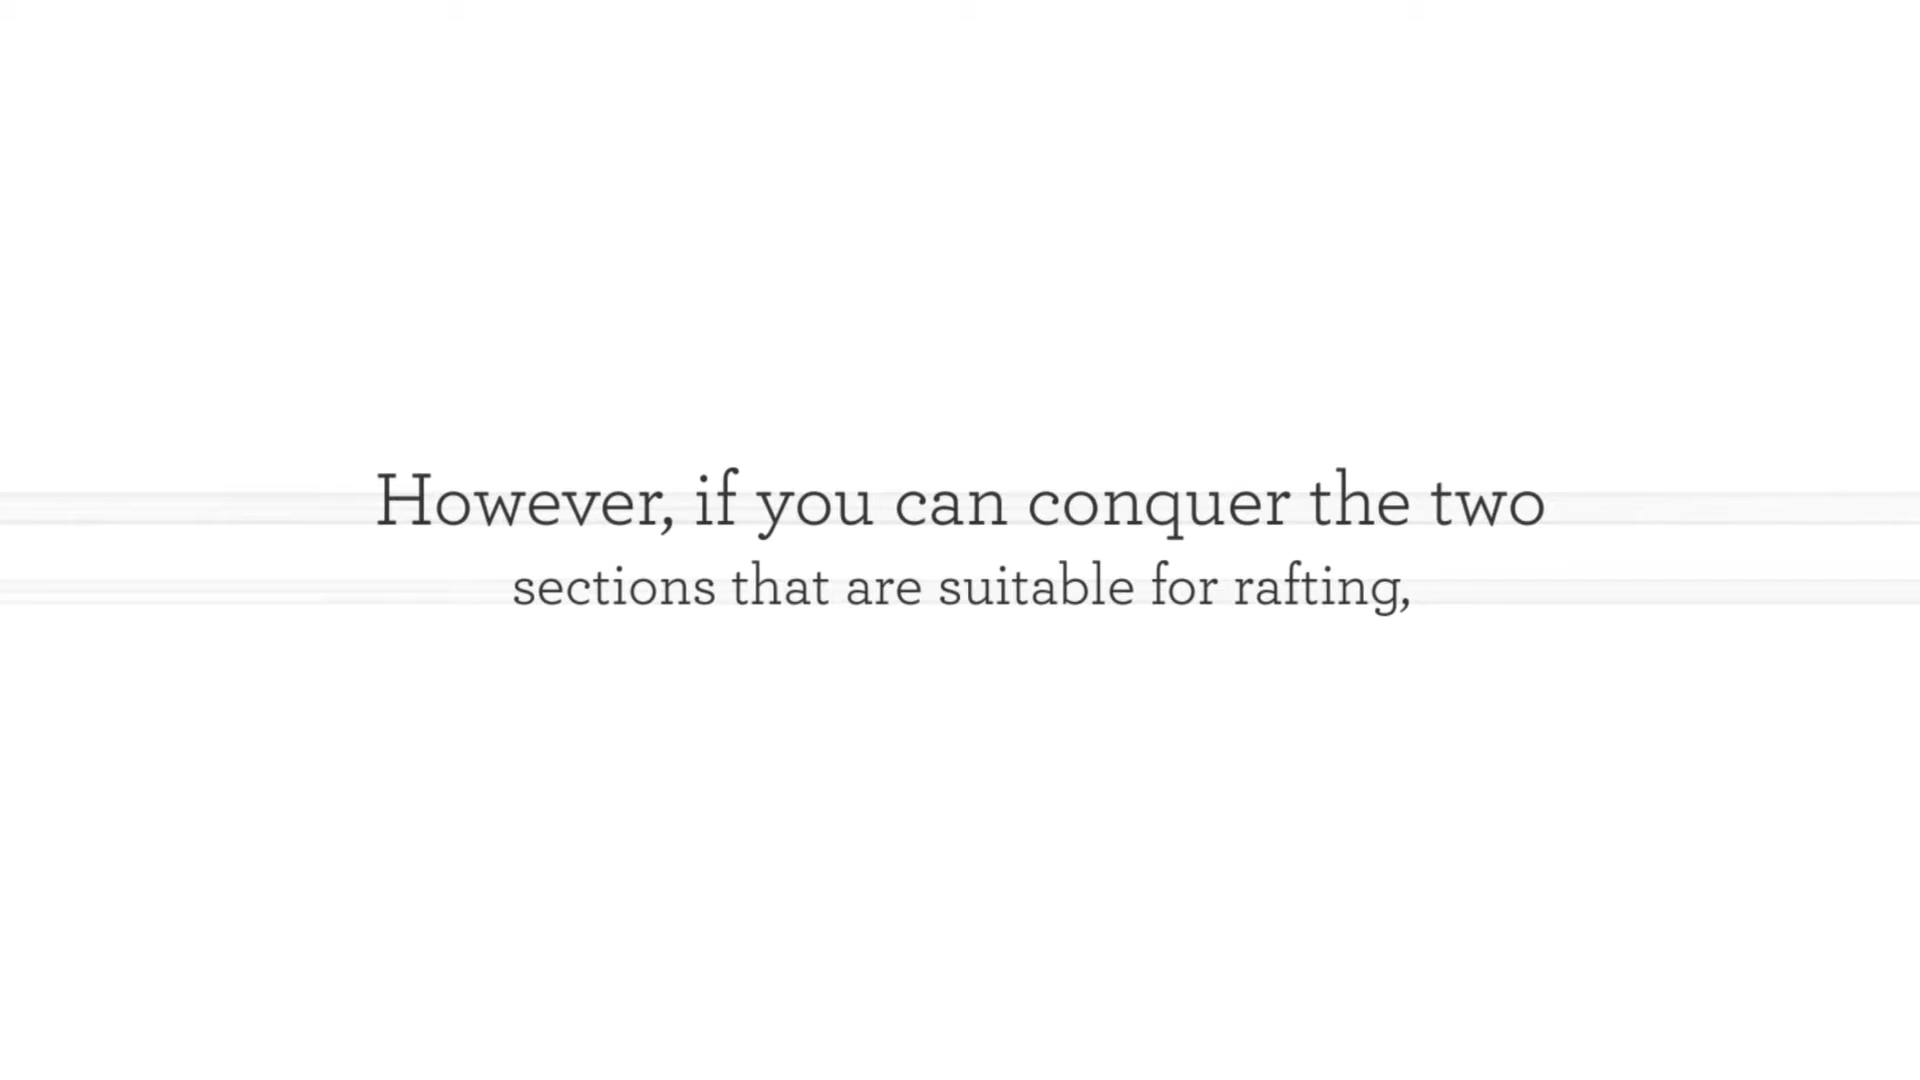 However, if you can conquer the two
sections that are suitable for rafting,